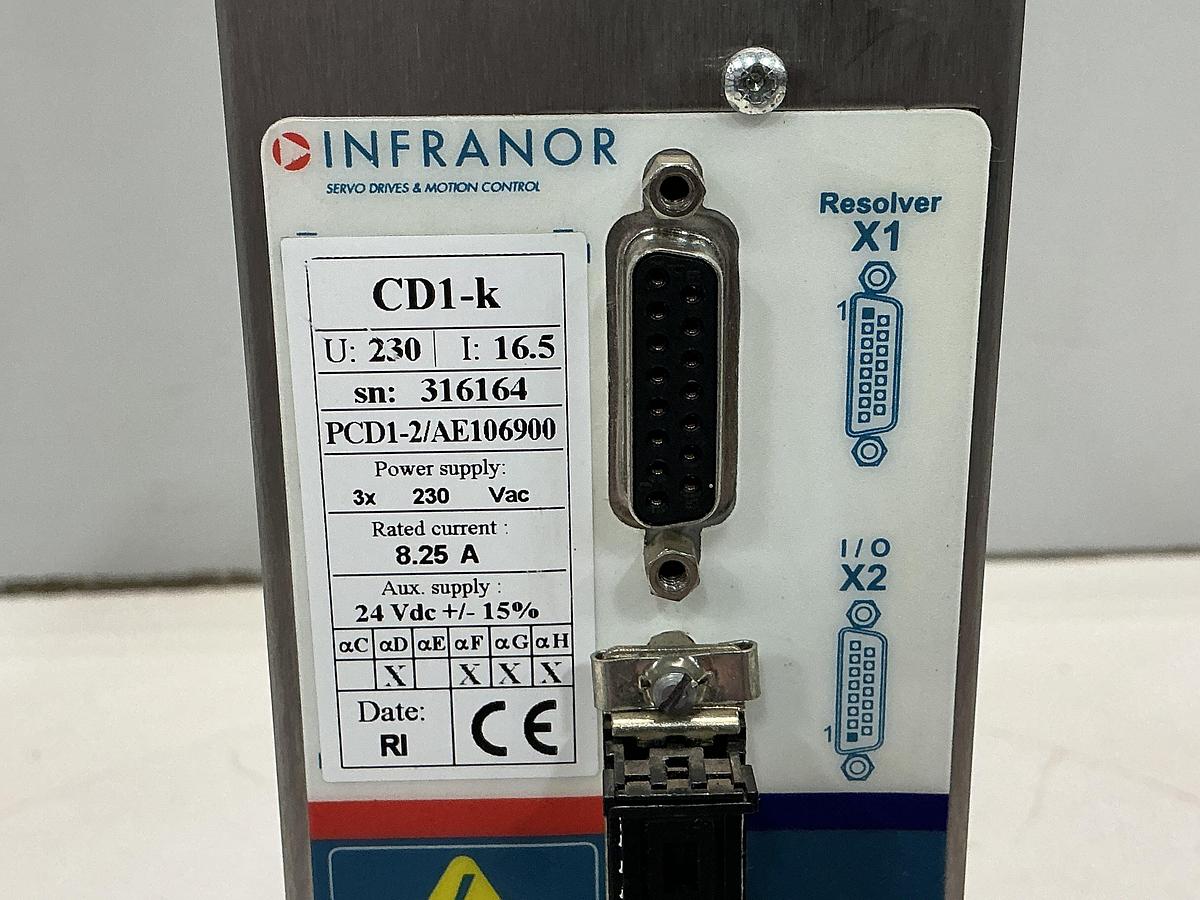 INFRANOR
SERVO DRIVES & MOTION CONTROL
CD1-k
U: 230 I: 16.5
sn: 316164
PCD1-2/AE106900
Power supply:
3x 230 Vac
Rated current :
8.25 A
Aux. supply :
24 Vdc +/- 15%
αC αD αE αF αG αH
X X X X
Date:
RI
CE
Resolver
X1
1
I/O
X2
1